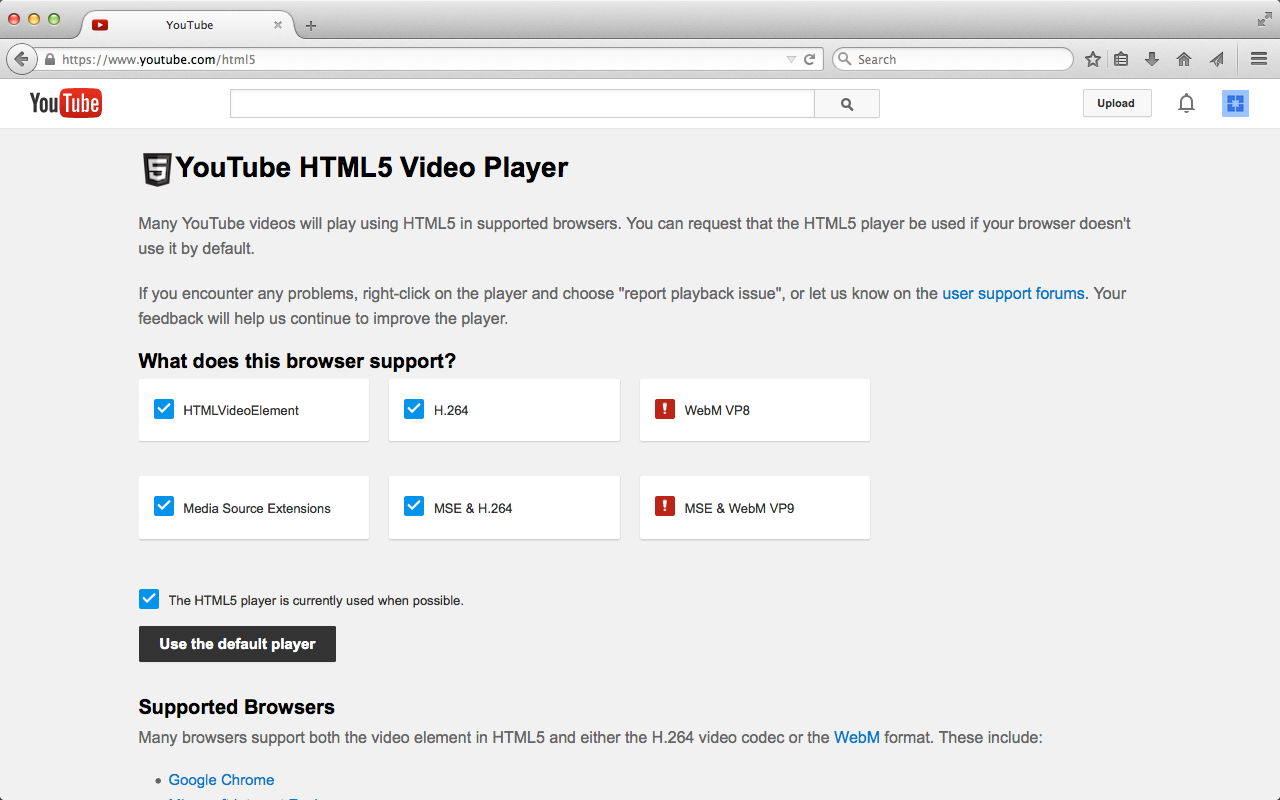 YouTube
https://www.youtube.com/html5
Search
YouTube
Upload
5
YouTube HTML5 Video Player
Many YouTube videos will play using HTML5 in supported browsers. You can request that the HTML5 player be used if your browser doesn't
use it by default.
If you encounter any problems, right-click on the player and choose "report playback issue", or let us know on the user support forums. Your
feedback will help us continue to improve the player.
What does this browser support?
HTMLVideoElement
H.264
! WebM VP8
Media Source Extensions
MSE & H.264
! MSE & WebM VP9
The HTML5 player is currently used when possible.
Use the default player
Supported Browsers
Many browsers support both the video element in HTML5 and either the H.264 video codec or the WebM format. These include:
• Google Chrome